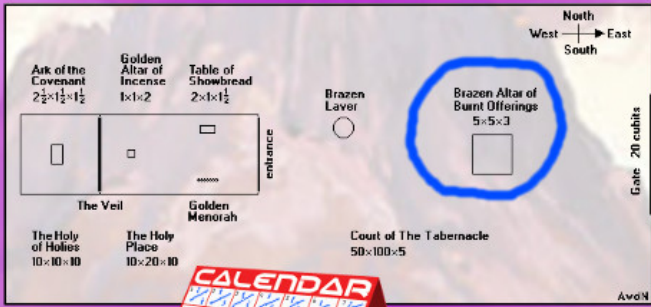 North
West East
South
Ark of the
Covenant
2½×1½×1½
Golden
Altar of
Incense
1×1×2
Table of
Showbread
2×1×1½
Brazen
Laver
Brazen Altar of
Burnt Offerings
5×5×3
entrance
Gate 20 cubits
The Veil
Golden
Menorah
The Holy
of Holies
10×10×10
The Holy
Place
10×20×10
Court of The Tabernacle
50×100×5
CALENDAR
AwdN